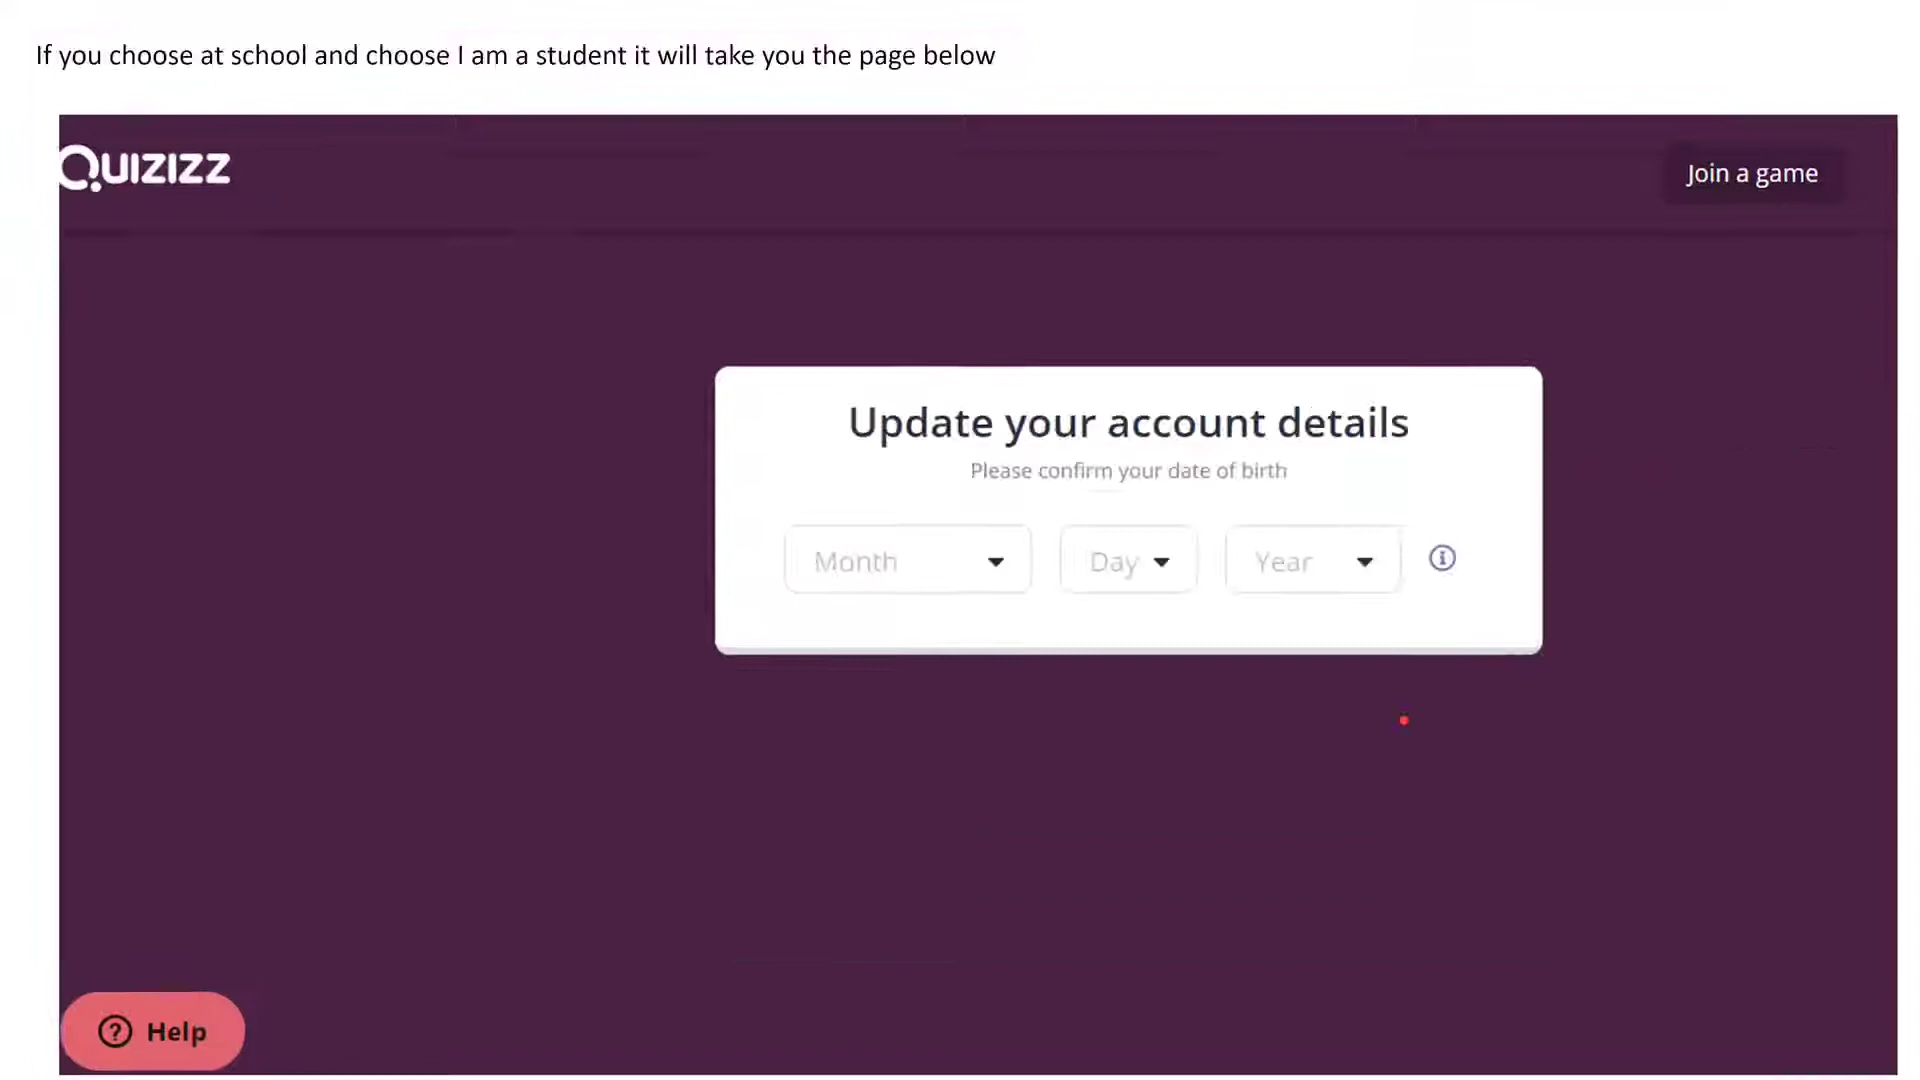 If you choose at school and choose I am a student it will take you the page below
Quizizz
Join a game
Update your account details
Please confirm your date of birth
Month
Day
Year
Help